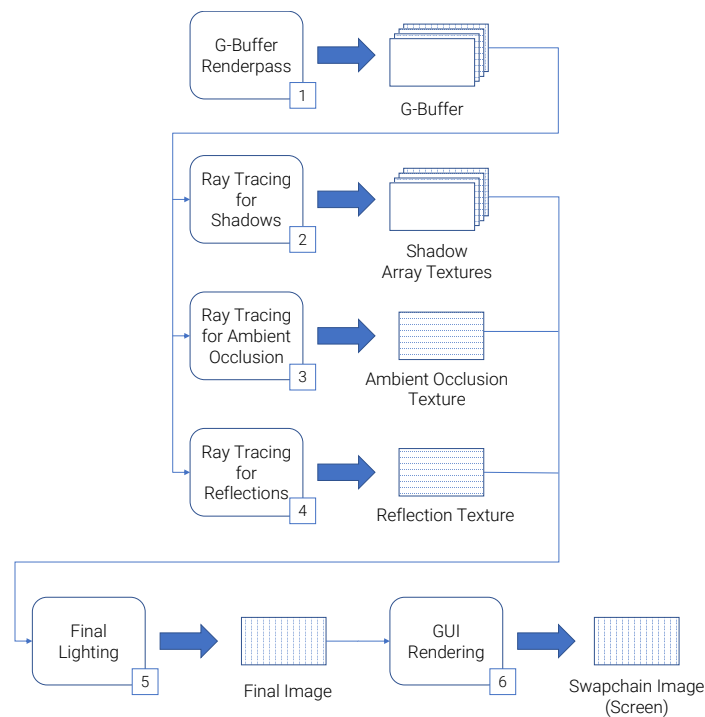 G-Buffer
Renderpass
1
G-Buffer
Ray Tracing
for
Shadows
2
Shadow
Array Textures
Ray Tracing
for Ambient
Occlusion
3
Ambient Occlusion
Texture
Ray Tracing
for
Reflections
4
Reflection Texture
Final
Lighting
5
Final Image
GUI
Rendering
6
Swapchain Image
(Screen)